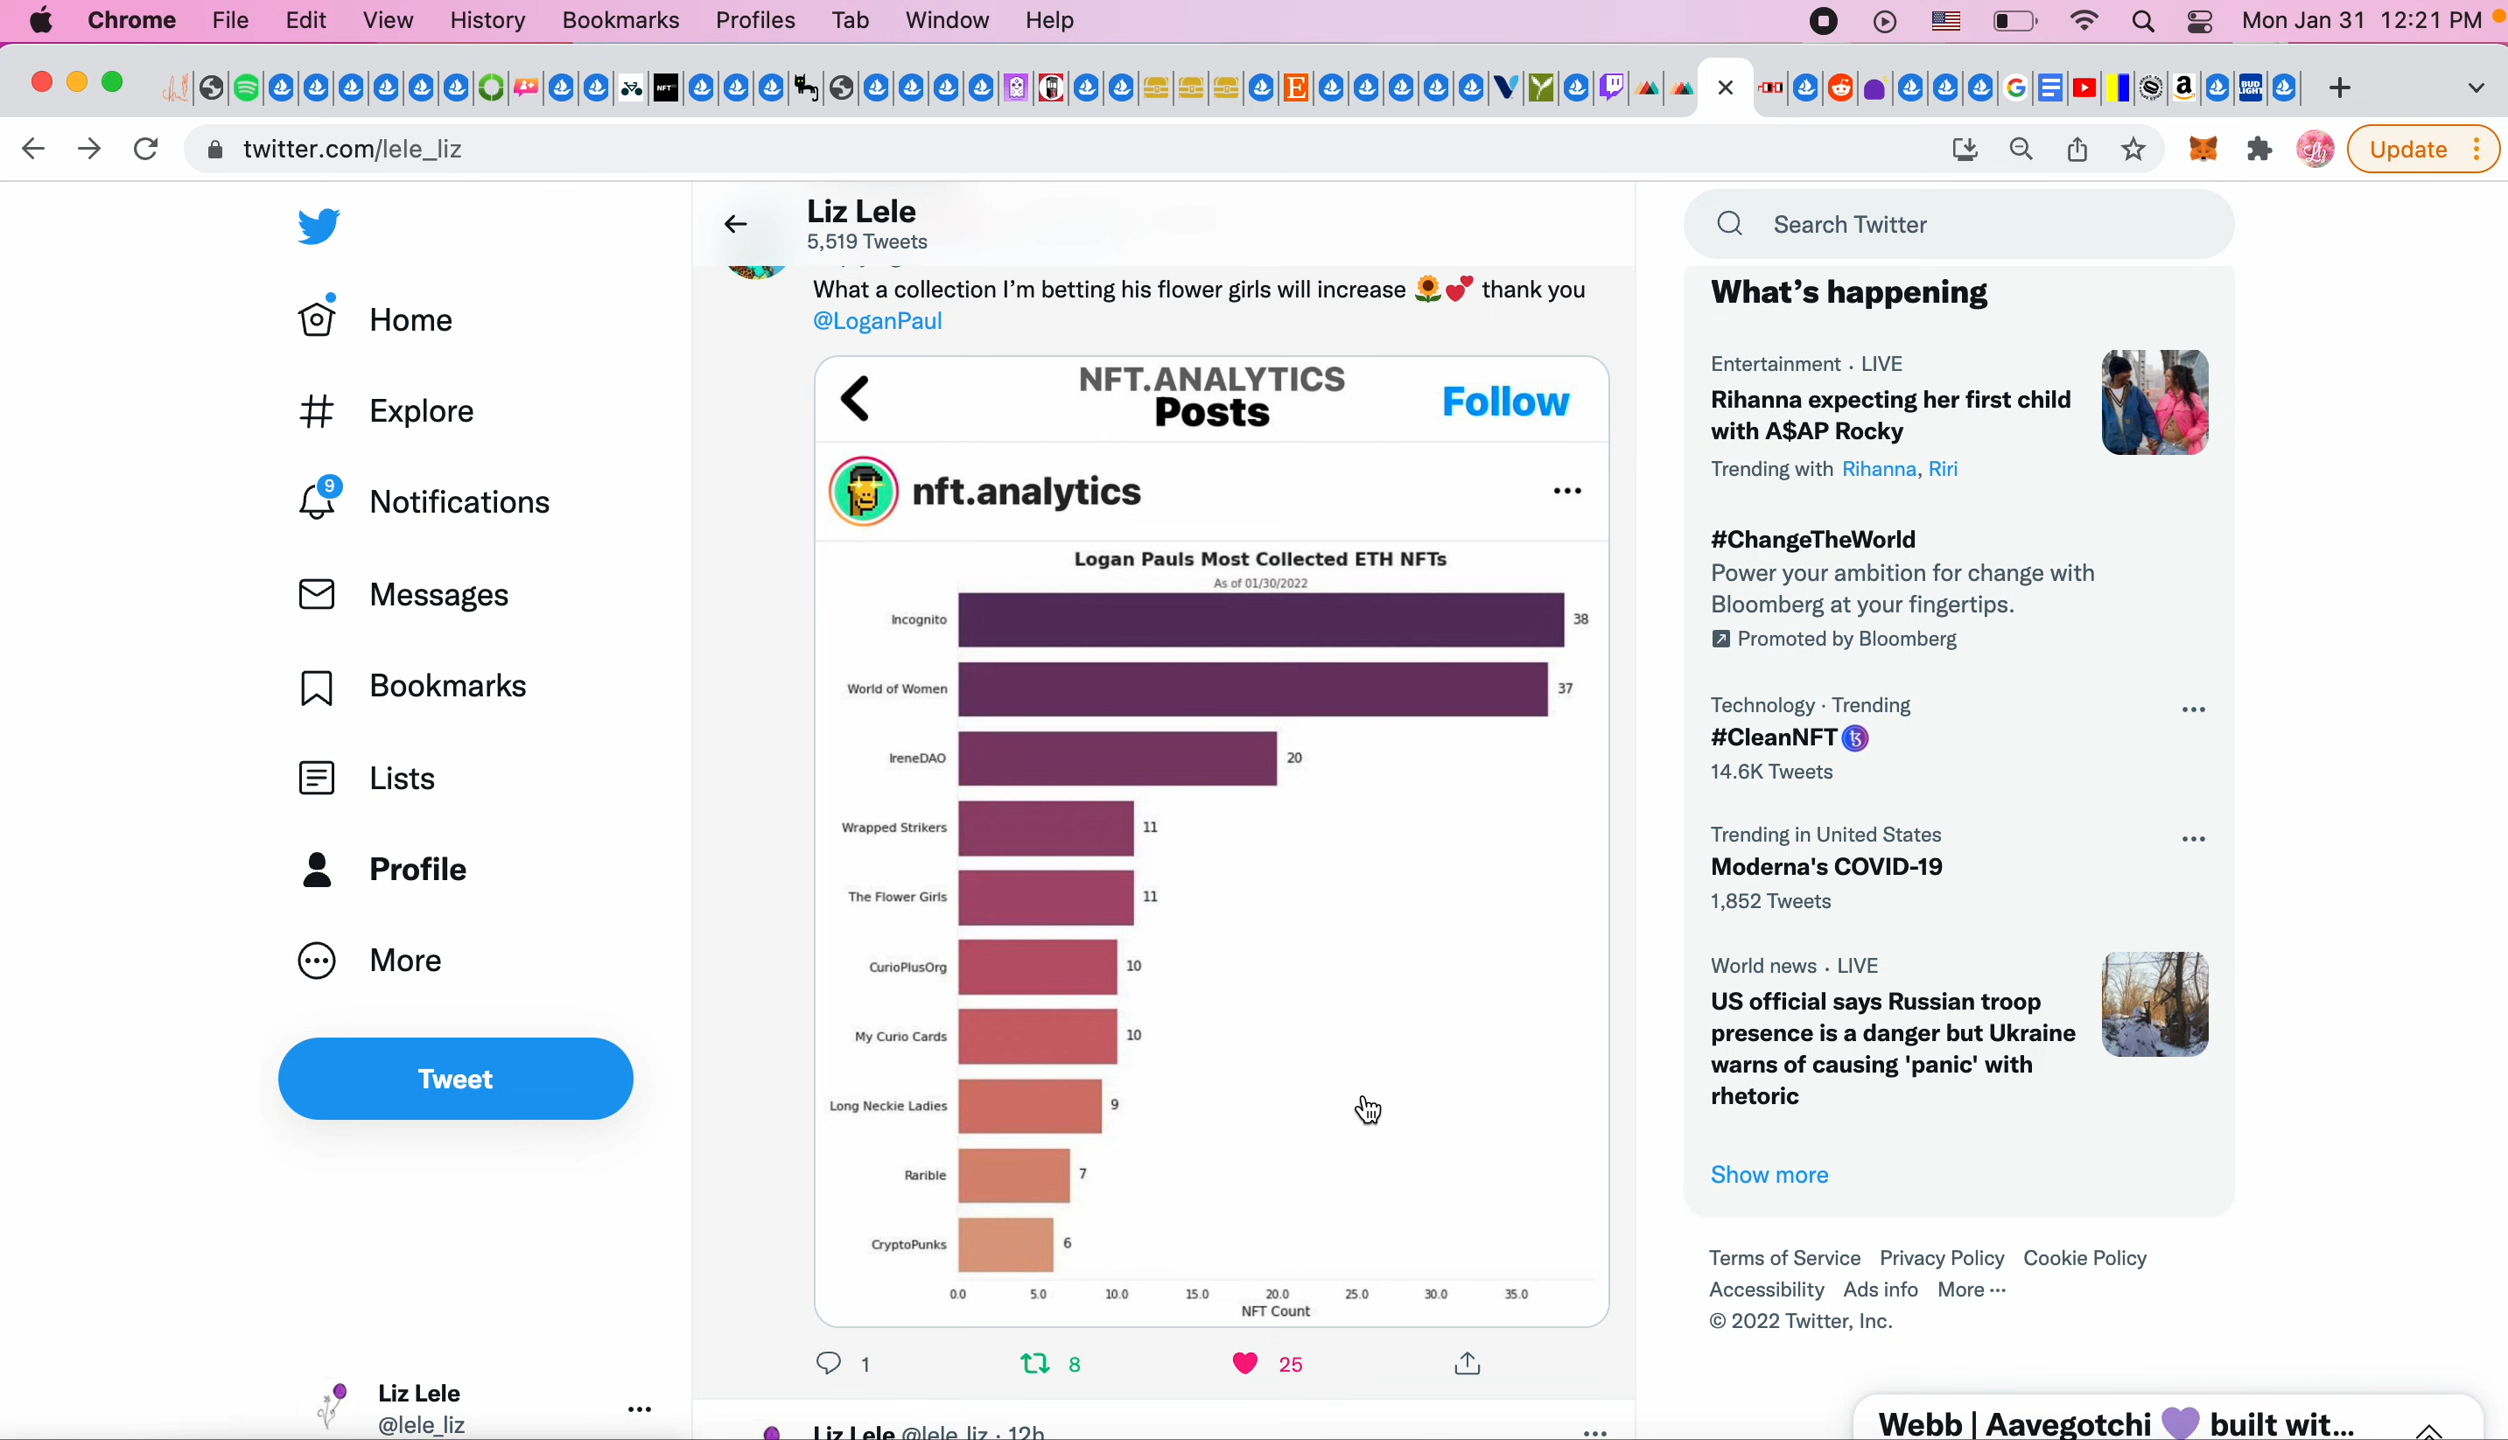 Chrome File Edit View History Bookmarks Profiles Tab Window Help Mon Jan 31 12:21 PM
twitter.com/lele_liz
Update
Home
Explore
9
Notifications
Messages
Bookmarks
Lists
Profile
More
Tweet
Liz Lele
@lele_liz
Liz Lele
5,519 Tweets
What a collection I’m betting his flower girls will increase 🌻💕 thank you
@LoganPaul
NFT.ANALYTICS
Posts
Follow
nft.analytics
Logan Pauls Most Collected ETH NFTs
As of 01/30/2022
Incognito 38
World of Women 37
IreneDAO 20
Wrapped Strikers 11
The Flower Girls 11
CurioPlusOrg 10
My Curio Cards 10
Long Neckie Ladies 9
Rarible 7
CryptoPunks 6
0.0 5.0 10.0 15.0 20.0 25.0 30.0 35.0
NFT Count
1 8 25
Liz Lele @lele_liz · 12h
Search Twitter
What’s happening
Entertainment · LIVE
Rihanna expecting her first child
with A$AP Rocky
Trending with Rihanna, Riri
#ChangeTheWorld
Power your ambition for change with
Bloomberg at your fingertips.
Promoted by Bloomberg
Technology · Trending
#CleanNFT
14.6K Tweets
Trending in United States
Moderna's COVID-19
1,852 Tweets
World news · LIVE
US official says Russian troop
presence is a danger but Ukraine
warns of causing 'panic' with
rhetoric
Show more
Terms of Service Privacy Policy Cookie Policy
Accessibility Ads info More ···
© 2022 Twitter, Inc.
Webb | Aavegotchi 💜 built wit...